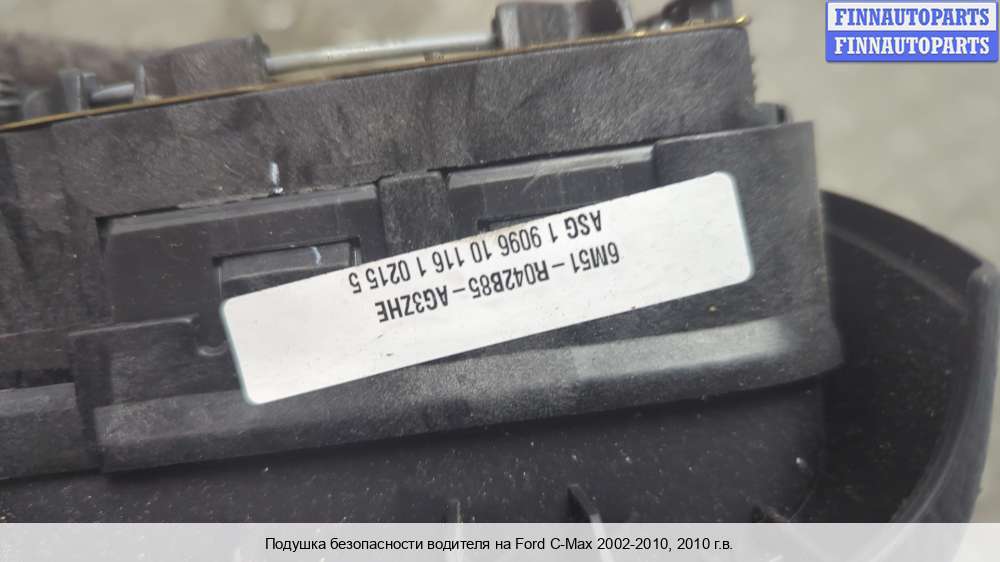 FINNAUTOPARTS
FINNAUTOPARTS
6M51-R042B85-AG3ZHE
ASG 1 9096 10 116 1 0215 5
Подушка безопасности водителя на Ford C-Max 2002-2010, 2010 г.в.